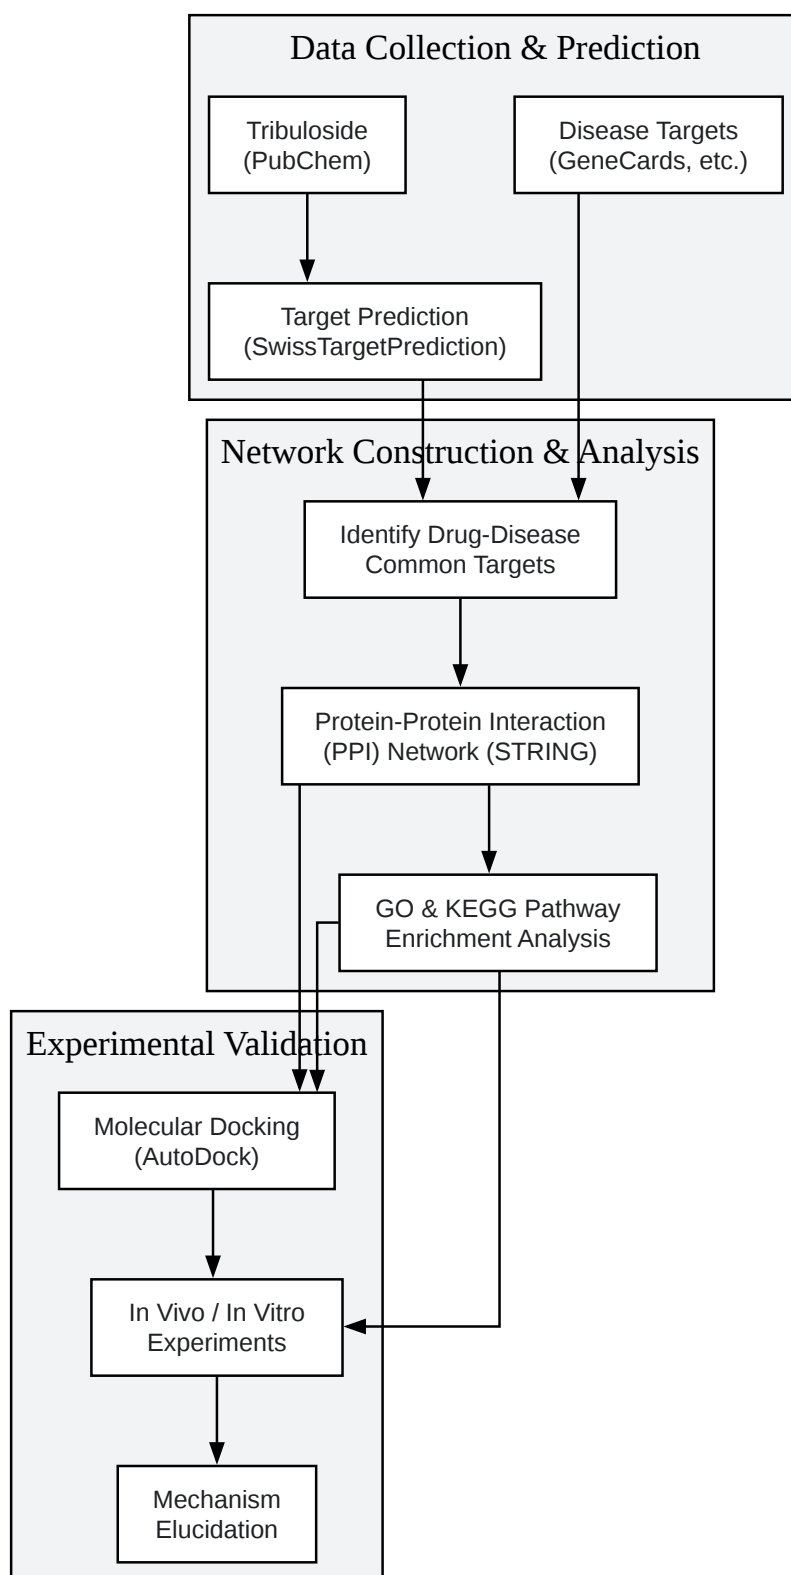 Data Collection & Prediction
Tribuloside
(PubChem)
Disease Targets
(GeneCards, etc.)
Target Prediction
(SwissTargetPrediction)
Network Construction & Analysis
Identify Drug-Disease
Common Targets
Protein-Protein Interaction
(PPI) Network (STRING)
GO & KEGG Pathway
Enrichment Analysis
Experimental Validation
Molecular Docking
(AutoDock)
In Vivo / In Vitro
Experiments
Mechanism
Elucidation